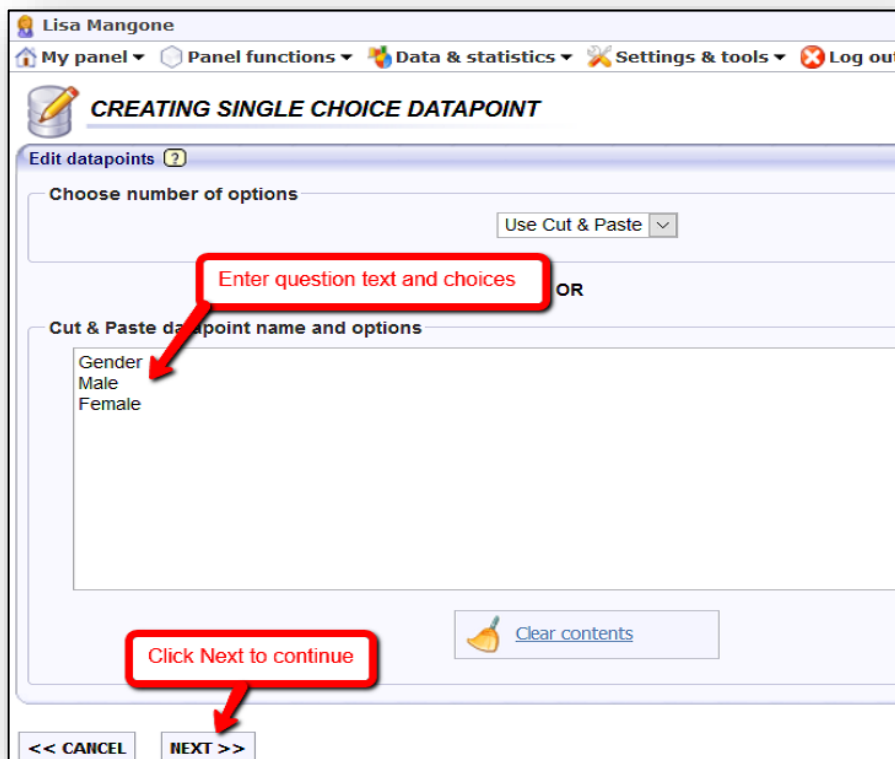 Lisa Mangone
My panel Panel functions Data & statistics Settings & tools Log out
CREATING SINGLE CHOICE DATAPOINT
Edit datapoints ?
Choose number of options
Use Cut & Paste
Enter question text and choices
OR
Cut & Paste datapoint name and options
Gender
Male
Female
Clear contents
Click Next to continue
<< CANCEL NEXT >>